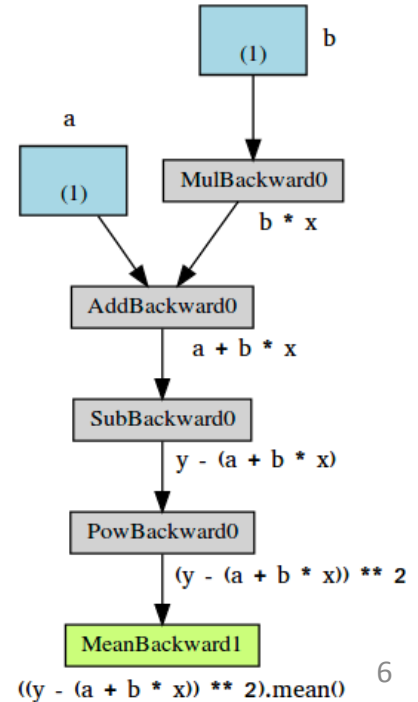 b
(1)
a
(1)
MulBackward0
b * x
AddBackward0
a + b * x
SubBackward0
y - (a + b * x)
PowBackward0
(y - (a + b * x)) ** 2
MeanBackward1
((y - (a + b * x)) ** 2).mean()
6